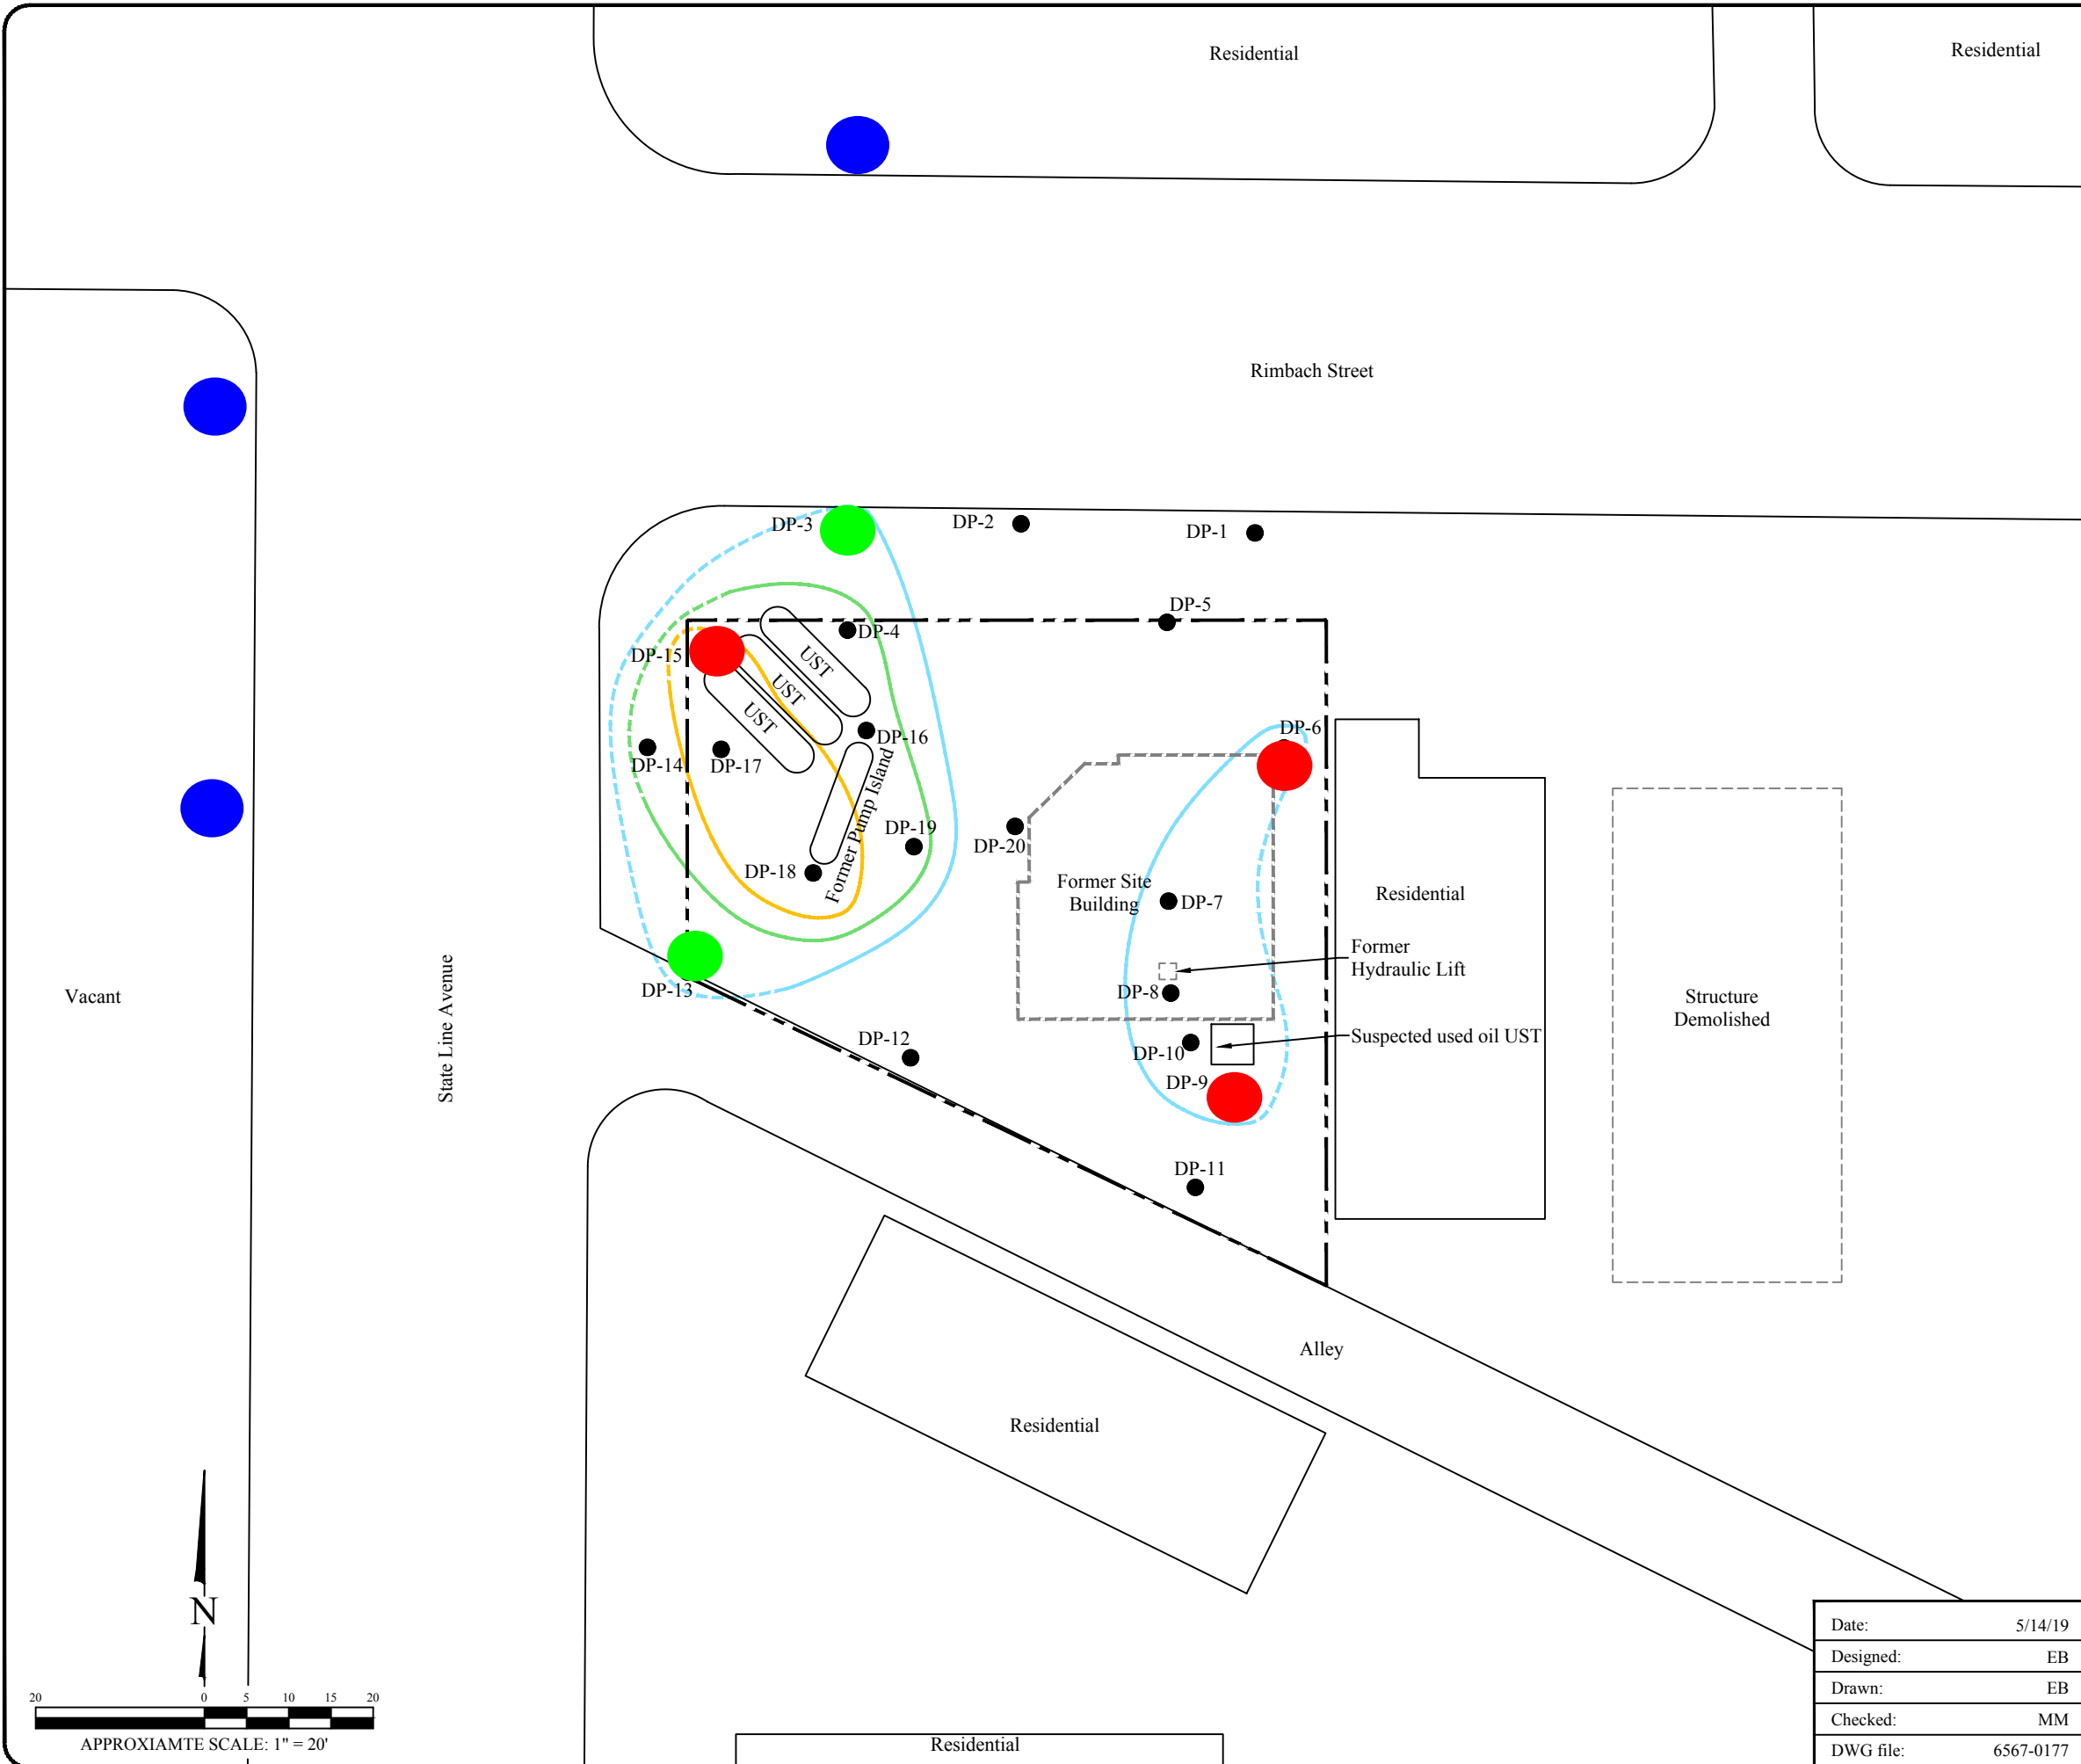 Residential
Residential
Rimbach Street
DP-3
DP-2
DP-1
DP-5
DP-4
DP-15
UST
UST
UST
DP-6
DP-16
DP-14
DP-17
Former Pump Island
DP-19
DP-20
DP-18
Former Site
Building
DP-7
Residential
Former
Hydraulic Lift
DP-13
DP-8
Vacant
State Line Avenue
Structure
Demolished
DP-12
DP-10
Suspected used oil UST
DP-9
DP-11
Alley
Residential
N
20 0 5 10 15 20
APPROXIAMTE SCALE: 1" = 20'
Residential
Date: 5/14/19
Designed: EB
Drawn: EB
Checked: MM
DWG file: 6567-0177